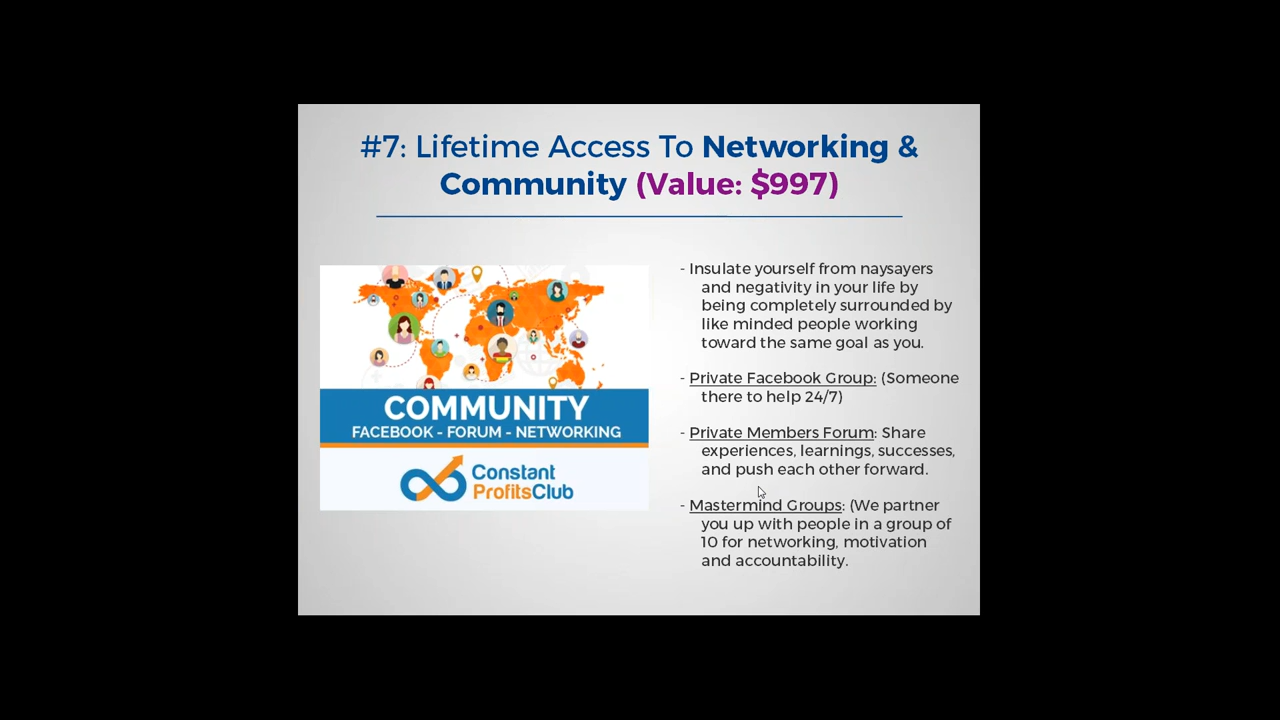 #7: Lifetime Access To Networking &
Community (Value: $997)
COMMUNITY
FACEBOOK - FORUM - NETWORKING
Constant
ProfitsClub
- Insulate yourself from naysayers
and negativity in your life by
being completely surrounded by
like minded people working
toward the same goal as you.
- Private Facebook Group: (Someone
there to help 24/7)
- Private Members Forum: Share
experiences, learnings, successes,
and push each other forward.
- Mastermind Groups: (We partner
you up with people in a group of
10 for networking, motivation
and accountability.